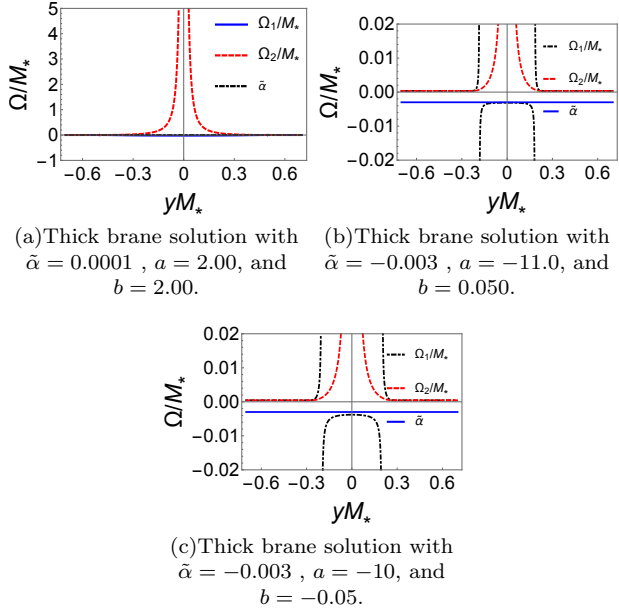 5
4
3
2
1
0
−1
Ω/M*
−0.6 −0.3 0 0.3 0.6
yM*
Ω₁/M*
Ω₂/M*
α̃
0.02
0.01
0.00
−0.01
−0.02
Ω/M*
−0.6 −0.3 0 0.3 0.6
yM*
Ω₁/M*
Ω₂/M*
α̃
(a)Thick brane solution with
α̃ = 0.0001 , a = 2.00, and
b = 2.00.
(b)Thick brane solution with
α̃ = −0.003 , a = −11.0, and
b = 0.050.
0.02
0.01
0.00
−0.01
−0.02
Ω/M*
−0.6 −0.3 0 0.3 0.6
yM*
Ω₁/M*
Ω₂/M*
α̃
(c)Thick brane solution with
α̃ = −0.003 , a = −10, and
b = −0.05.